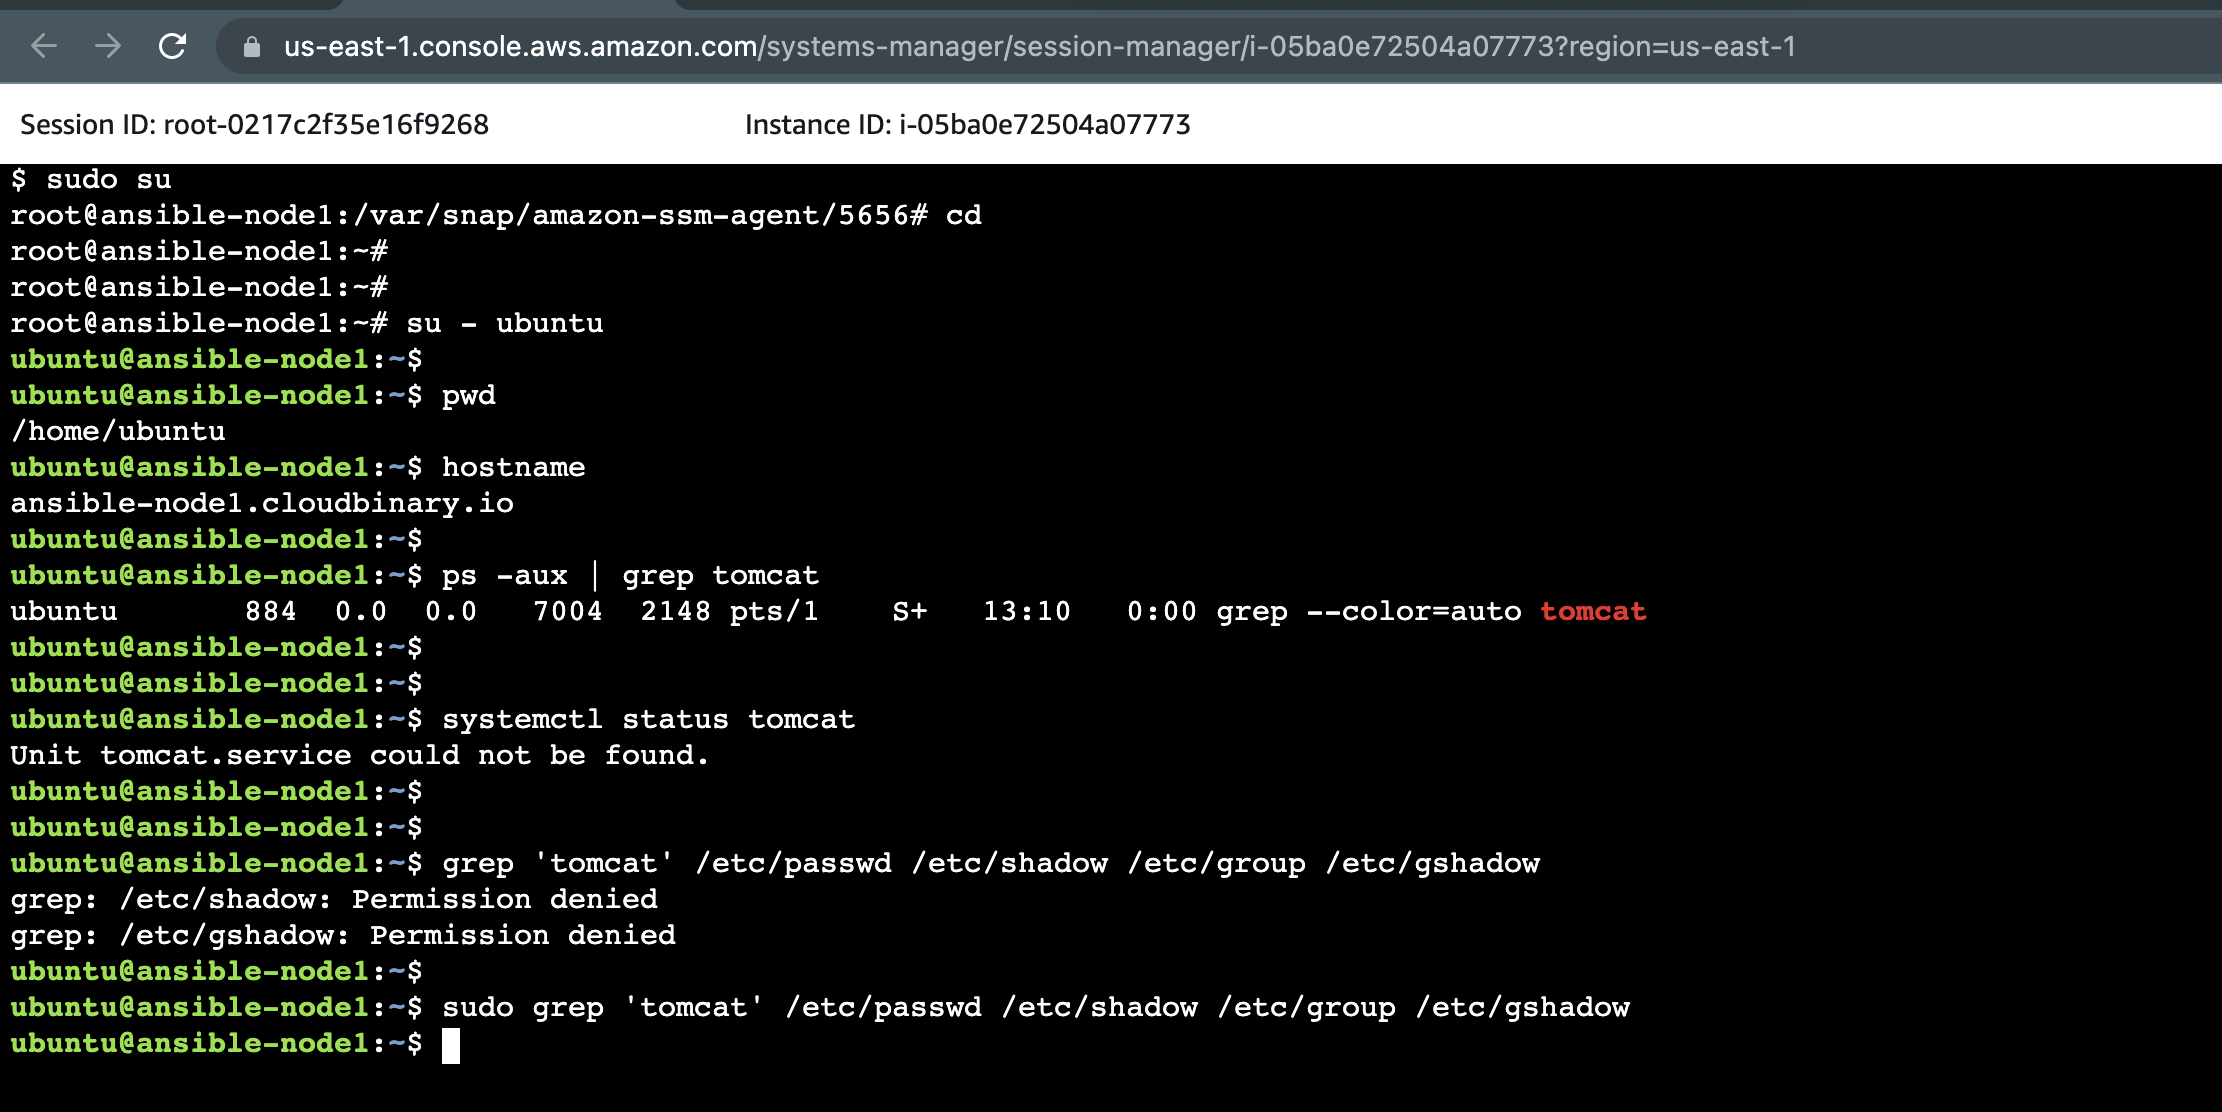 us-east-1.console.aws.amazon.com/systems-manager/session-manager/i-05ba0e72504a07773?region=us-east-1
Session ID: root-0217c2f35e16f9268 Instance ID: i-05ba0e72504a07773
$ sudo su
root@ansible-node1:/var/snap/amazon-ssm-agent/5656# cd
root@ansible-node1:~#
root@ansible-node1:~#
root@ansible-node1:~# su - ubuntu
ubuntu@ansible-node1:~$
ubuntu@ansible-node1:~$ pwd
/home/ubuntu
ubuntu@ansible-node1:~$ hostname
ansible-node1.cloudbinary.io
ubuntu@ansible-node1:~$
ubuntu@ansible-node1:~$ ps -aux | grep tomcat
ubuntu       884  0.0  0.0   7004  2148 pts/1    S+   13:10   0:00 grep --color=auto tomcat
ubuntu@ansible-node1:~$
ubuntu@ansible-node1:~$
ubuntu@ansible-node1:~$ systemctl status tomcat
Unit tomcat.service could not be found.
ubuntu@ansible-node1:~$
ubuntu@ansible-node1:~$
ubuntu@ansible-node1:~$ grep 'tomcat' /etc/passwd /etc/shadow /etc/group /etc/gshadow
grep: /etc/shadow: Permission denied
grep: /etc/gshadow: Permission denied
ubuntu@ansible-node1:~$
ubuntu@ansible-node1:~$ sudo grep 'tomcat' /etc/passwd /etc/shadow /etc/group /etc/gshadow
ubuntu@ansible-node1:~$